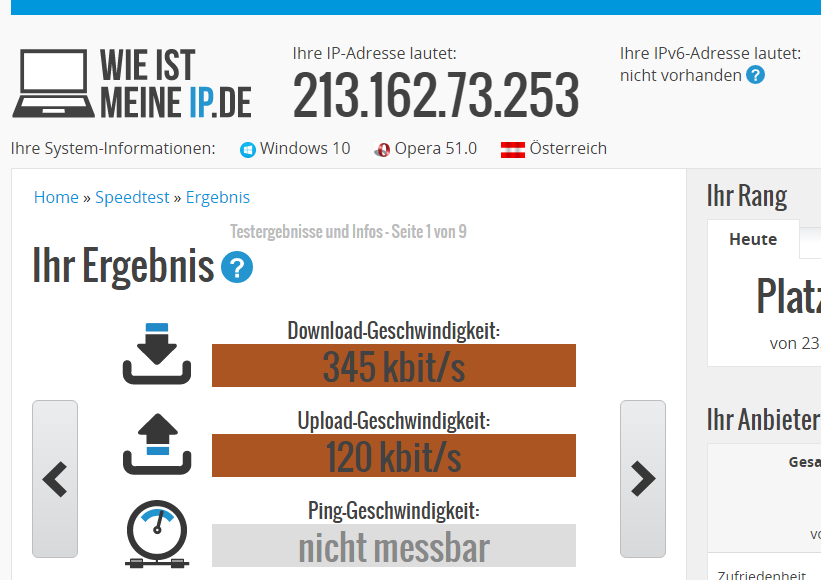 WIE IST
MEINE IP.DE
Ihre IP-Adresse lautet:
213.162.73.253
Ihre IPv6-Adresse lautet:
nicht vorhanden ?
Ihre System-Informationen: Windows 10 Opera 51.0 Österreich
Home » Speedtest » Ergebnis
Testergebnisse und Infos - Seite 1 von 9
Ihr Ergebnis ?
Download-Geschwindigkeit:
345 kbit/s
Upload-Geschwindigkeit:
120 kbit/s
Ping-Geschwindigkeit:
nicht messbar
Ihr Rang
Heute
Platz
von 23
Ihr Anbieter
Gesa
vo
Zufriedenheit